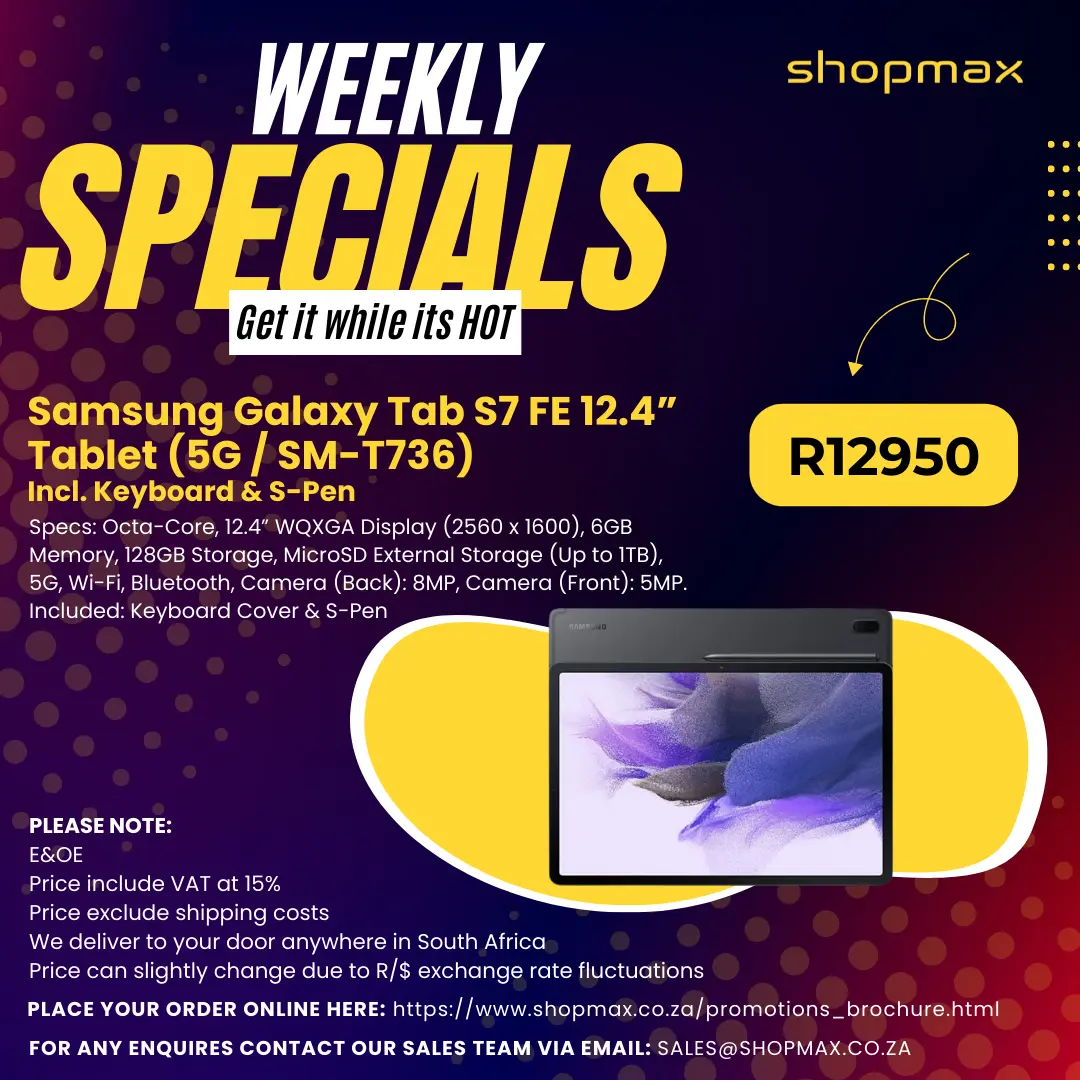 WEEKLY
shopmax
SPECIALS
Get it while its HOT
Samsung Galaxy Tab S7 FE 12.4”
Tablet (5G / SM-T736)
Incl. Keyboard & S-Pen
R12950
Specs: Octa-Core, 12.4” WQXGA Display (2560 x 1600), 6GB
Memory, 128GB Storage, MicroSD External Storage (Up to 1TB),
5G, Wi-Fi, Bluetooth, Camera (Back): 8MP, Camera (Front): 5MP.
Included: Keyboard Cover & S-Pen
SAMSUNG
PLEASE NOTE:
E&OE
Price include VAT at 15%
Price exclude shipping costs
We deliver to your door anywhere in South Africa
Price can slightly change due to R/$ exchange rate fluctuations
PLACE YOUR ORDER ONLINE HERE: https://www.shopmax.co.za/promotions_brochure.html
FOR ANY ENQUIRES CONTACT OUR SALES TEAM VIA EMAIL: SALES@SHOPMAX.CO.ZA